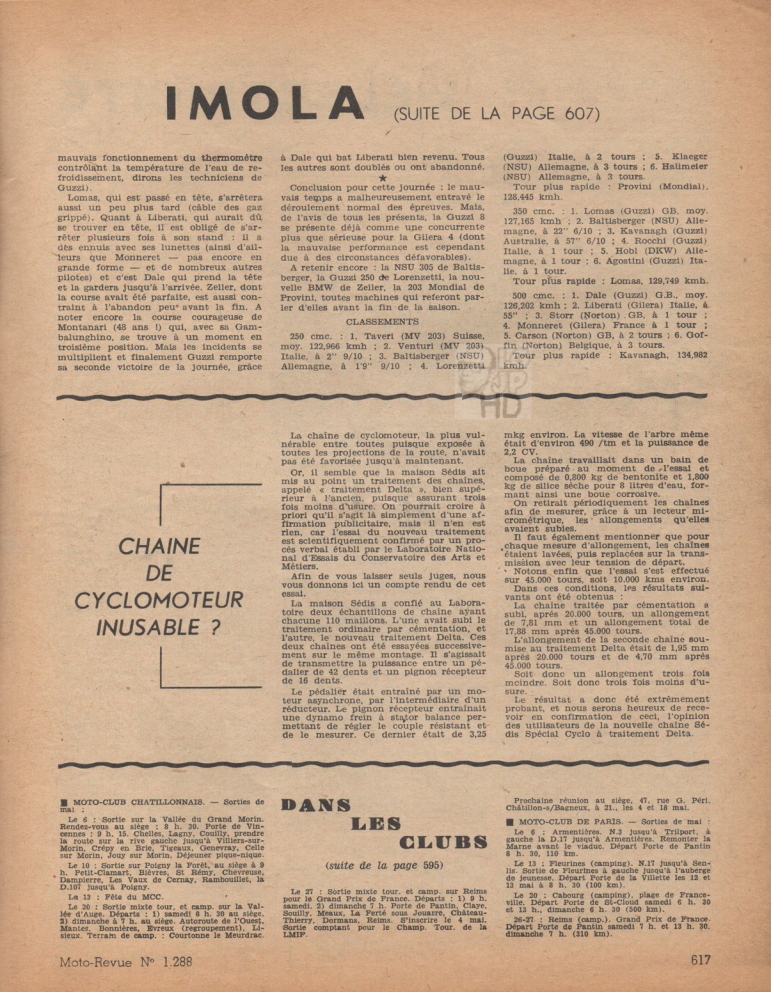 IMOLA (SUITE DE LA PAGE 607)
mauvais fonctionnement du thermomètre
contrôlant la température de l'eau de re-
froidissement, dirons les techniciens de
Guzzi).
Lomas, qui est passé en tête, s'arrêtera
aussi un peu plus tard (câble des gaz
grippé). Quant à Liberati, qui aurait dû
se trouver en tête, il est obligé de s'ar-
rêter plusieurs fois à son stand : il a
dès ennuis avec ses lunettes (ainsi d'ail-
leurs que Monneret — pas encore en
grande forme — et de nombreux autres
pilotes) et c'est Dale qui prend la tête
et la gardera jusqu'à l'arrivée. Zeller, dont
la course avait été parfaite, est aussi con-
traint à l'abandon peu avant la fin. A
noter encore la course courageuse de
Montanari (48 ans !) qui, avec sa Gam-
balunghino, se trouve à un moment en
troisième position. Mais les incidents se
multiplient et finalement Guzzi remporte
sa seconde victoire de la journée, grâce
à Dale qui bat Liberati bien revenu. Tous
les autres sont doublés ou ont abandonné.
★
Conclusion pour cette journée : le mau-
vais temps a malheureusement entravé le
déroulement normal des épreuves. Mais,
de l'avis de tous les présents, la Guzzi 8
se présente déjà comme une concurrente
plus que sérieuse pour la Gilera 4 (dont
la mauvaise performance est cependant
due à des circonstances défavorables).
A retenir encore : la NSU 305 de Baltis-
berger, la Guzzi 250 de Lorenzetti, la nou-
velle BMW de Zeller, la 203 Mondial de
Provini, toutes machines qui referont par-
ler d'elles avant la fin de la saison.
CLASSEMENTS
250 cmc. : 1. Taveri (MV 203) Suisse,
moy. 122,966 kmh ; 2. Venturi (MV 203)
Italie, à 2" 9/10 ; 3. Baltisberger (NSU)
Allemagne, à 1'9" 9/10 ; 4. Lorenzetti
(Guzzi) Italie, à 2 tours ; 5. Klaeger
(NSU) Allemagne, à 3 tours ; 6. Hallmeier
(NSU) Allemagne, à 3 tours.
Tour plus rapide : Provini (Mondial),
128,445 kmh.
350 cmc. : 1. Lomas (Guzzi) GB, moy.
127,165 kmh ; 2. Baltisberger (NSU) Alle-
magne, à 22" 6/10 ; 3. Kavanagh (Guzzi)
Australie, à 57" 6/10 ; 4. Rocchi (Guzzi)
Italie, à 1 tour ; 5. Hobl (DKW) Alle-
magne, à 1 tour ; 6. Agostini (Guzzi) Ita-
lie, à 1 tour.
Tour plus rapide : Lomas, 129,749 kmh.
500 cmc. : 1. Dale (Guzzi) G.B., moy.
126,202 kmh ; 2. Liberati (Gilera) Italie, à
55" ; 3. Storr (Norton) GB, à 1 tour ;
4. Monneret (Gilera) France à 1 tour ;
5. Carson (Norton) GB, à 2 tours ; 6. Gof-
fin (Norton) Belgique, à 3 tours.
Tour plus rapide : Kavanagh, 134,982
kmh.
HD
CHAINE
DE
CYCLOMOTEUR
INUSABLE ?
La chaîne de cyclomoteur, la plus vul-
nérable entre toutes puisque exposée à
toutes les projections de la route, n'avait
pas été favorisée jusqu'à maintenant.
Or, il semble que la maison Sédis ait
mis au point un traitement des chaînes,
appelé « traitement Delta », bien supé-
rieur à l'ancien, puisque assurant trois
fois moins d'usure. On pourrait croire à
priori qu'il s'agit là simplement d'une af-
firmation publicitaire, mais il n'en est
rien, car l'essai du nouveau traitement
est scientifiquement confirmé par un pro-
cès verbal établi par le Laboratoire Natio-
nal d'Essais du Conservatoire des Arts et
Métiers.
Afin de vous laisser seuls juges, nous
vous donnons ici un compte rendu de cet
essai.
La maison Sédis a confié au Labora-
toire deux échantillons de chaîne ayant
chacune 110 maillons. L'une avait subi le
traitement ordinaire par cémentation, et
l'autre, le nouveau traitement Delta. Ces
deux chaînes ont été essayées successive-
ment sur le même montage. Il s'agissait
de transmettre la puissance entre un pé-
dalier de 42 dents et un pignon récepteur
de 16 dents.
Le pédalier était entraîné par un mo-
teur asynchrone, par l'intermédiaire d'un
réducteur. Le pignon récepteur entraînait
une dynamo frein à stator balance per-
mettant de régler le couple résistant et
de le mesurer. Ce dernier était de 3,25
mkg environ. La vitesse de l'arbre même
était d'environ 490 /tm et la puissance de
2,2 CV.
La chaîne travaillait dans un bain de
boue préparé au moment de l'essai et
composé de 0,800 kg de bentonite et 1,800
kg de silice sèche pour 8 litres d'eau, for-
mant ainsi une boue corrosive.
On retirait périodiquement les chaînes
afin de mesurer, grâce à un lecteur mi-
crométrique, les allongements qu'elles
avaient subies.
Il faut également mentionner que pour
chaque mesure d'allongement, les chaînes
étaient lavées, puis replacées sur la trans-
mission avec leur tension de départ.
Notons enfin que l'essai s'est effectué
sur 45.000 tours, soit 10.000 kms environ.
Dans ces conditions, les résultats sui-
vants ont été obtenus :
La chaîne traitée par cémentation a
subi, après 20.000 tours, un allongement
de 7,81 mm et un allongement total de
17,88 mm après 45.000 tours.
L'allongement de la seconde chaîne sou-
mise au traitement Delta était de 1,95 mm
après 20.000 tours et de 4,70 mm après
45.000 tours.
Soit donc un allongement trois fois
moindre. Soit donc trois fois moins d'u-
sure.
Le résultat a donc été extrêmement
probant, et nous serons heureux de rece-
voir en confirmation de ceci, l'opinion
des utilisateurs de la nouvelle chaîne Sé-
dis Spécial Cyclo à traitement Delta.
■ MOTO-CLUB CHATILLONNAIS. — Sorties de
mai :
Le 6 : Sortie sur la Vallée du Grand Morin.
Rendez-vous au siège : 8 h. 30. Porte de Vin-
cennes : 9 h. 15. Chelles, Lagny, Couilly, prendre
la route sur la rive gauche jusqu'à Villiers-sur-
Morin, Crépy en Brie, Tigeaux, Genevray, Celle
sur Morin, Jouy sur Morin, Déjeuner pique-nique.
Le 10 : Sortie sur Poigny la Forêt, au siège à 9
h. Petit-Clamart, Bièvres, St Rémy, Chevreuse,
Dampierre, Les Vaux de Cernay, Rambouillet, la
D.107 jusqu'à Poigny.
Le 13 : Fête du MCC.
Le 20 : Sortie mixte tour. et camp. sur la Val-
lée d'Auge. Départs : 1) samedi 8 h. 30 au siège,
2) dimanche à 7 h. au siège. Autoroute de l'Ouest,
Mantes, Bonnières, Evreux (regroupement), Li-
sieux. Terrain de camp. : Courtonne le Meurdrac.
DANS
LES
CLUBS
(suite de la page 595)
Le 27 : Sortie mixte tour. et camp. sur Reims
pour le Grand Prix de France. Départs : 1) 9 h.
samedi, 2) dimanche 7 h. Porte de Pantin, Claye,
Souilly, Meaux, La Ferté sous Jouarre, Château-
Thierry, Dormans, Reims. S'inscrire le 4 mai.
Sortie comptant pour le Champ. Tour. de la
LMIF.
Prochaine réunion au siège, 47, rue G. Péri,
Châtillon-s/Bagneux, à 21., les 4 et 18 mai.
■ MOTO-CLUB DE PARIS. — Sorties de mai :
Le 6 : Armentières. N.3 jusqu'à Trilport, à
gauche la D.17 jusqu'à Armentières. Remonter la
Marne avant le viaduc. Départ Porte de Pantin
8 h. 30, 110 km.
Le 13 : Fleurines (camping). N.17 jusqu'à Sen-
lis. Sortie de Fleurines à gauche jusqu'à l'auberge
de jeunesse. Départ Porte de la Villette les 12 et
13 mai à 8 h. 30 (100 km).
Le 20 : Cabourg (camping), plage de France-
ville. Départ Porte de St-Cloud samedi 6 h. 30
et 13 h., dimanche 6 h. 30 (500 km).
26-27 : Reims (camp.). Grand Prix de France.
Départ Porte de Pantin samedi 7 h. et 13 h. 30,
dimanche 7 h. (310 km).
Moto-Revue Nº 1.288
617